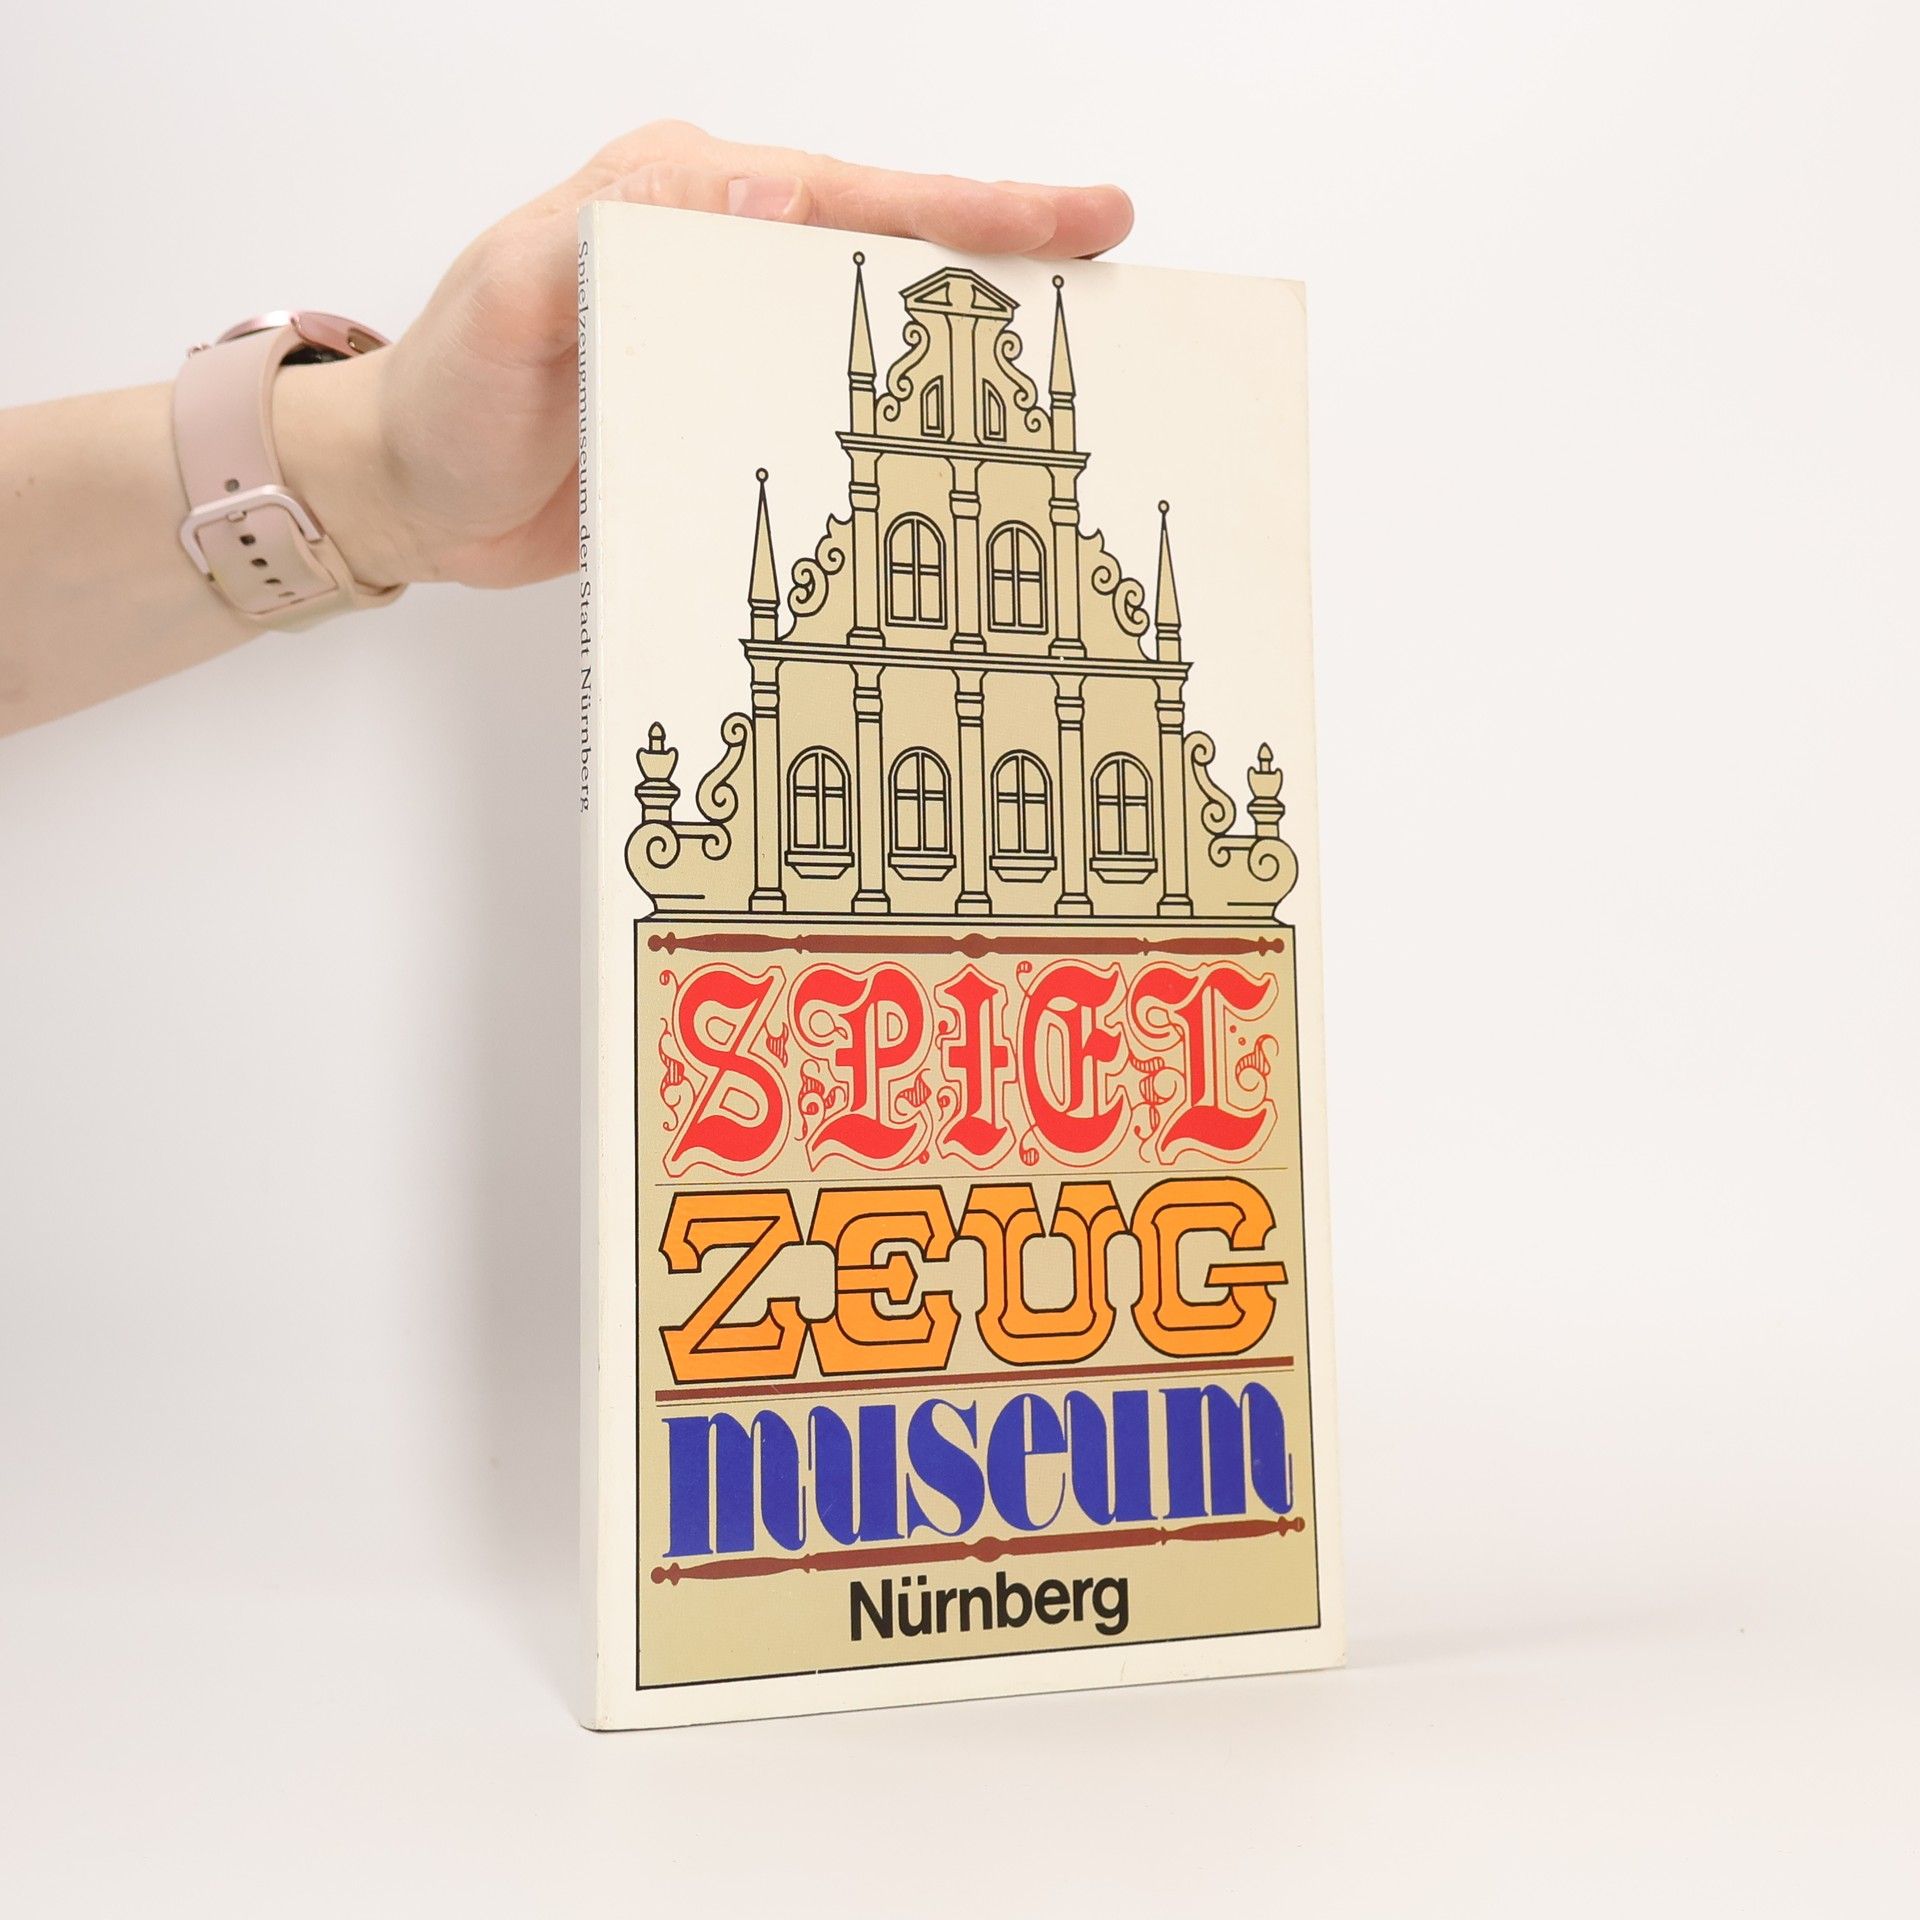 Spielzeugmuseum der Stadt Nürnberg
SPIEL
ZEUG
museum
Nürnberg